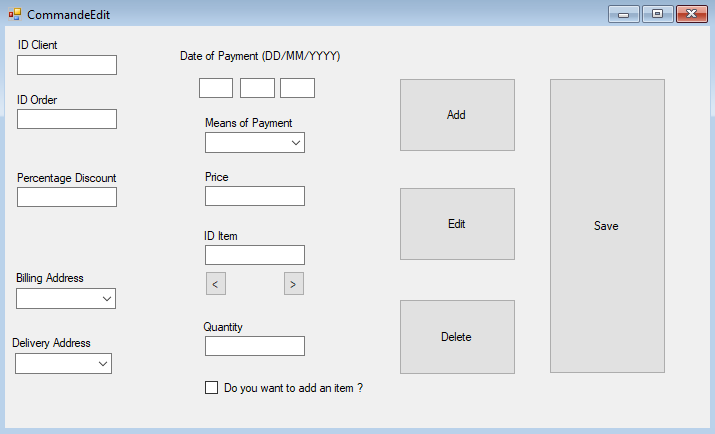 CommandeEdit
ID Client
ID Order
Percentage Discount
Billing Address
Delivery Address
Date of Payment (DD/MM/YYYY)
Means of Payment
Price
ID Item
< >
Quantity
Do you want to add an item ?
Add
Edit
Delete
Save